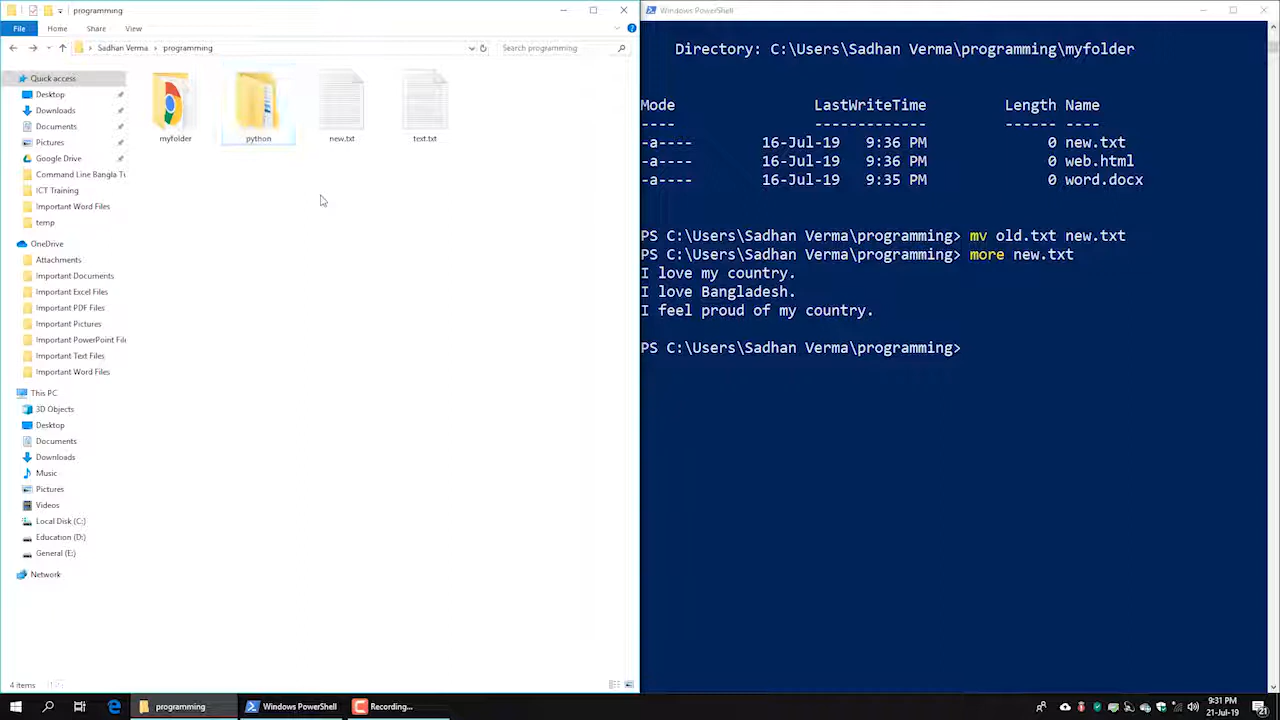 programming
File Home Share View
Sadhan Verma programming
Search programming
Quick access
Desktop
Downloads
Documents
Pictures
Google Drive
Command Line Bangla Tu
ICT Training
Important Word Files
temp
OneDrive
Attachments
Important Documents
Important Excel Files
Important PDF Files
Important Pictures
Important PowerPoint File
Important Text Files
Important Word Files
This PC
3D Objects
Desktop
Documents
Downloads
Music
Pictures
Videos
Local Disk (C:)
Education (D:)
General (E:)
Network
myfolder python new.txt text.txt
4 items
Windows PowerShell
Directory: C:\Users\Sadhan Verma\programming\myfolder
Mode LastWriteTime Length Name
---- ------------- ------ ----
-a---- 16-Jul-19 9:36 PM 0 new.txt
-a---- 16-Jul-19 9:36 PM 0 web.html
-a---- 16-Jul-19 9:35 PM 0 word.docx
PS C:\Users\Sadhan Verma\programming> mv old.txt new.txt
PS C:\Users\Sadhan Verma\programming> more new.txt
I love my country.
I love Bangladesh.
I feel proud of my country.
PS C:\Users\Sadhan Verma\programming>
programming Windows PowerShell Recording...
9:31 PM
21-Jul-19